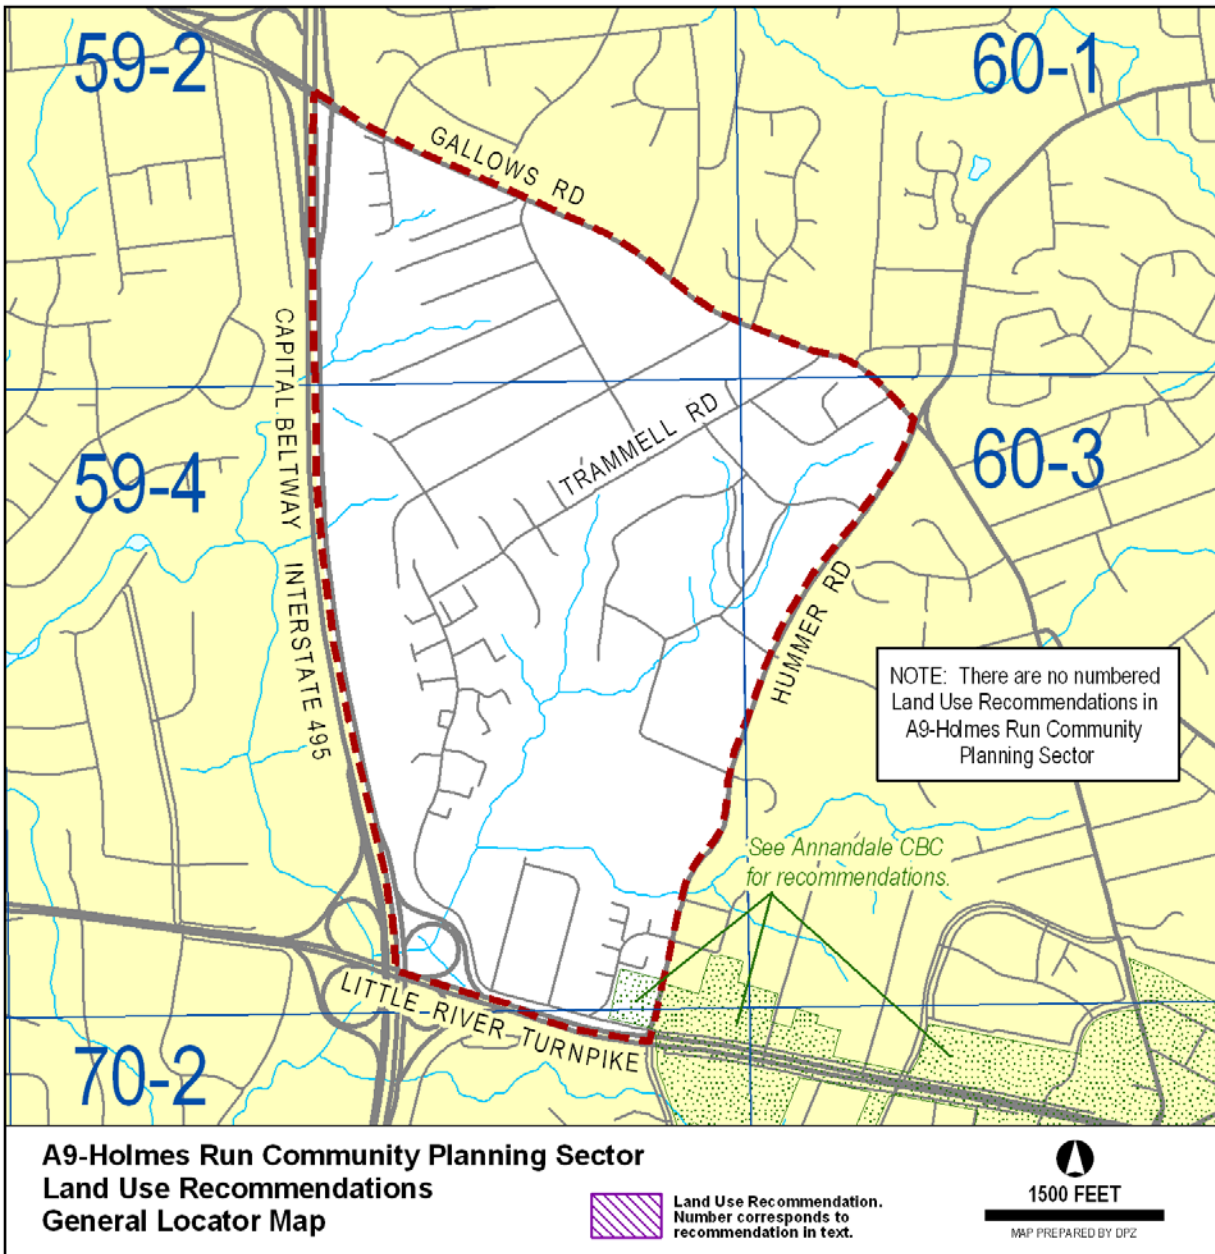 59-2
60-1
GALLOWS RD
CAPITAL BELTWAY INTERSTATE 495
TRAMMELL RD
59-4
60-3
HUMMER RD
NOTE: There are no numbered
Land Use Recommendations in
A9-Holmes Run Community
Planning Sector
See Annandale CBC
for recommendations.
LITTLE RIVER TURNPIKE
70-2
A9-Holmes Run Community Planning Sector
Land Use Recommendations
General Locator Map
Land Use Recommendation.
Number corresponds to
recommendation in text.
1500 FEET
MAP PREPARED BY DPZ